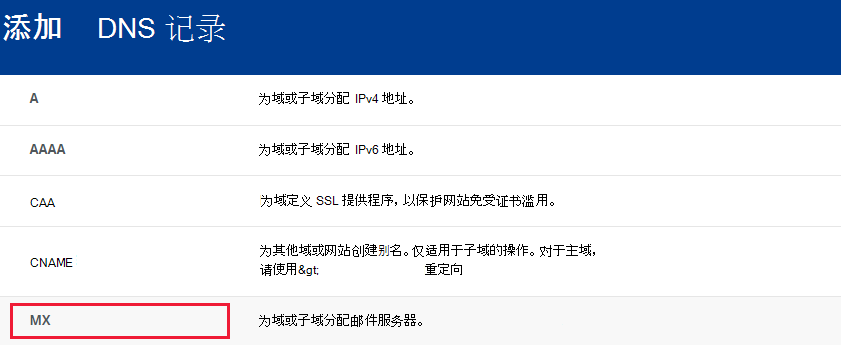 添加 DNS 记录
A 为域或子域分配 IPv4 地址。
AAAA 为域或子域分配 IPv6 地址。
CAA 为域定义 SSL 提供程序，以保护网站免受证书滥用。
CNAME 为其他域或网站创建别名。仅适用于子域的操作。对于主域，
请使用&gt; 重定向
MX 为域或子域分配邮件服务器。